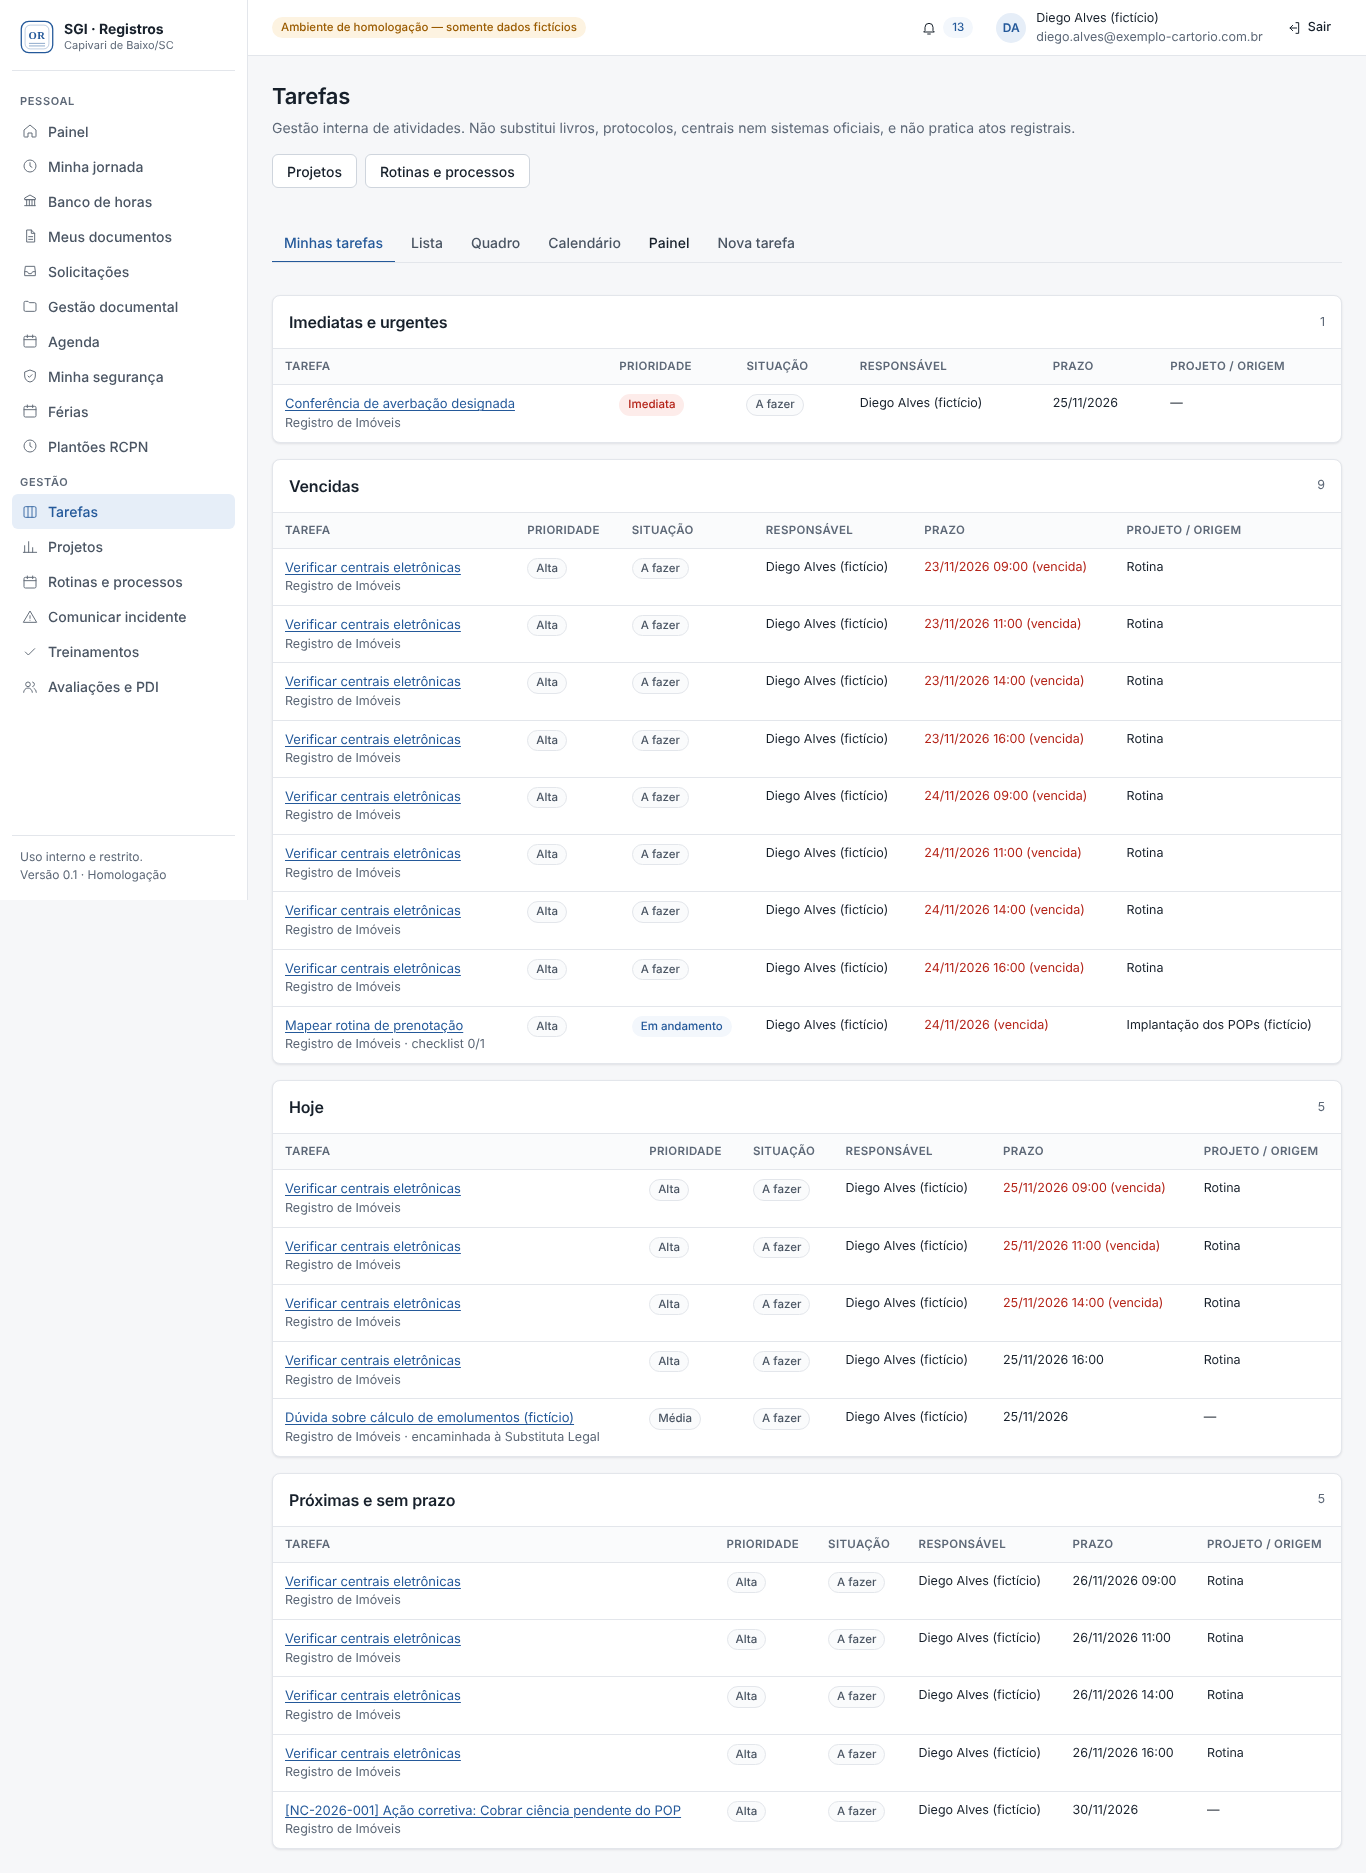 OR
SGI · Registros
Capivari de Baixo/SC
PESSOAL
Painel
Minha jornada
Banco de horas
Meus documentos
Solicitações
Gestão documental
Agenda
Minha segurança
Férias
Plantões RCPN
GESTÃO
Tarefas
Projetos
Rotinas e processos
Comunicar incidente
Treinamentos
Avaliações e PDI
Uso interno e restrito.
Versão 0.1 · Homologação
Ambiente de homologação — somente dados fictícios
13
DA
Diego Alves (fictício)
diego.alves@exemplo-cartorio.com.br
Sair
Tarefas
Gestão interna de atividades. Não substitui livros, protocolos, centrais nem sistemas oficiais, e não pratica atos registrais.
Projetos Rotinas e processos
Minhas tarefas Lista Quadro Calendário Painel Nova tarefa
Imediatas e urgentes 1
TAREFA PRIORIDADE SITUAÇÃO RESPONSÁVEL PRAZO PROJETO / ORIGEM
Conferência de averbação designada Imediata A fazer Diego Alves (fictício) 25/11/2026 —
Registro de Imóveis
Vencidas 9
TAREFA PRIORIDADE SITUAÇÃO RESPONSÁVEL PRAZO PROJETO / ORIGEM
Verificar centrais eletrônicas Alta A fazer Diego Alves (fictício) 23/11/2026 09:00 (vencida) Rotina
Registro de Imóveis
Verificar centrais eletrônicas Alta A fazer Diego Alves (fictício) 23/11/2026 11:00 (vencida) Rotina
Registro de Imóveis
Verificar centrais eletrônicas Alta A fazer Diego Alves (fictício) 23/11/2026 14:00 (vencida) Rotina
Registro de Imóveis
Verificar centrais eletrônicas Alta A fazer Diego Alves (fictício) 23/11/2026 16:00 (vencida) Rotina
Registro de Imóveis
Verificar centrais eletrônicas Alta A fazer Diego Alves (fictício) 24/11/2026 09:00 (vencida) Rotina
Registro de Imóveis
Verificar centrais eletrônicas Alta A fazer Diego Alves (fictício) 24/11/2026 11:00 (vencida) Rotina
Registro de Imóveis
Verificar centrais eletrônicas Alta A fazer Diego Alves (fictício) 24/11/2026 14:00 (vencida) Rotina
Registro de Imóveis
Verificar centrais eletrônicas Alta A fazer Diego Alves (fictício) 24/11/2026 16:00 (vencida) Rotina
Registro de Imóveis
Mapear rotina de prenotação Alta Em andamento Diego Alves (fictício) 24/11/2026 (vencida) Implantação dos POPs (fictício)
Registro de Imóveis · checklist 0/1
Hoje 5
TAREFA PRIORIDADE SITUAÇÃO RESPONSÁVEL PRAZO PROJETO / ORIGEM
Verificar centrais eletrônicas Alta A fazer Diego Alves (fictício) 25/11/2026 09:00 (vencida) Rotina
Registro de Imóveis
Verificar centrais eletrônicas Alta A fazer Diego Alves (fictício) 25/11/2026 11:00 (vencida) Rotina
Registro de Imóveis
Verificar centrais eletrônicas Alta A fazer Diego Alves (fictício) 25/11/2026 14:00 (vencida) Rotina
Registro de Imóveis
Verificar centrais eletrônicas Alta A fazer Diego Alves (fictício) 25/11/2026 16:00 Rotina
Registro de Imóveis
Dúvida sobre cálculo de emolumentos (fictício) Média A fazer Diego Alves (fictício) 25/11/2026 —
Registro de Imóveis · encaminhada à Substituta Legal
Próximas e sem prazo 5
TAREFA PRIORIDADE SITUAÇÃO RESPONSÁVEL PRAZO PROJETO / ORIGEM
Verificar centrais eletrônicas Alta A fazer Diego Alves (fictício) 26/11/2026 09:00 Rotina
Registro de Imóveis
Verificar centrais eletrônicas Alta A fazer Diego Alves (fictício) 26/11/2026 11:00 Rotina
Registro de Imóveis
Verificar centrais eletrônicas Alta A fazer Diego Alves (fictício) 26/11/2026 14:00 Rotina
Registro de Imóveis
Verificar centrais eletrônicas Alta A fazer Diego Alves (fictício) 26/11/2026 16:00 Rotina
Registro de Imóveis
[NC-2026-001] Ação corretiva: Cobrar ciência pendente do POP Alta A fazer Diego Alves (fictício) 30/11/2026 —
Registro de Imóveis